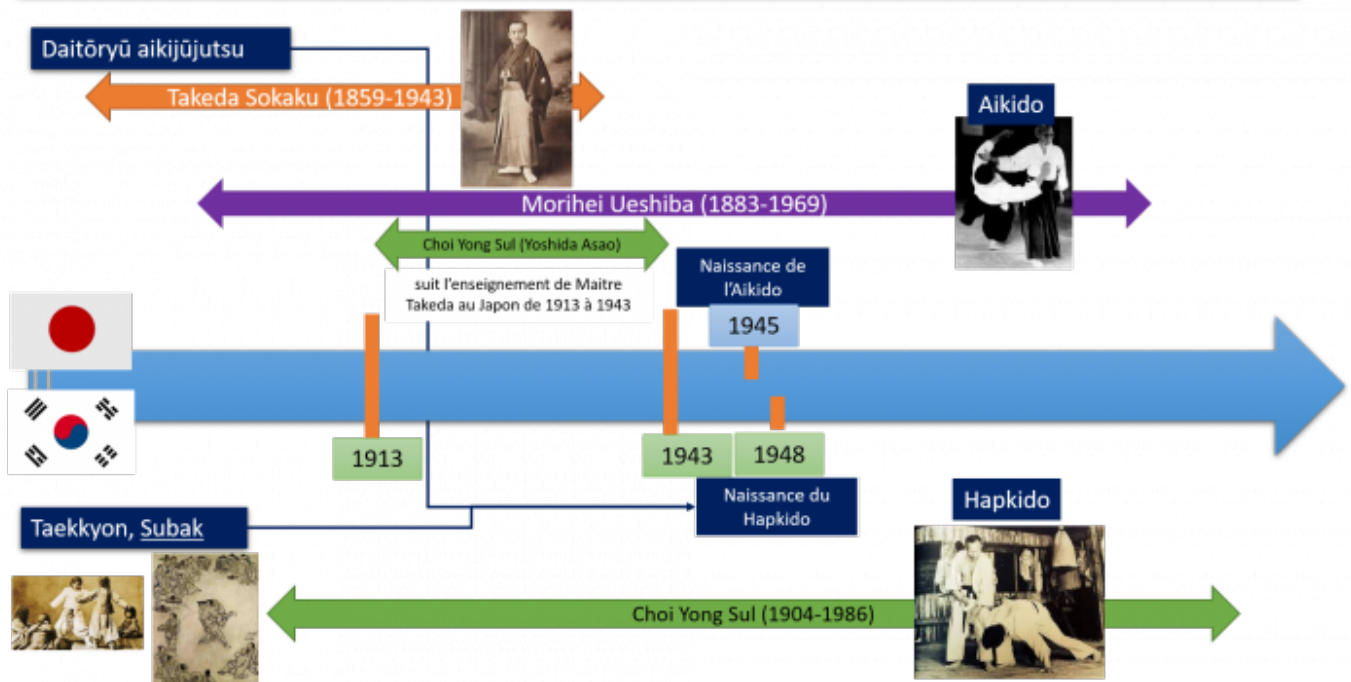 Daitōryū aikijūjutsu
Takeda Sokaku (1859-1943)
Aikido
Morihei Ueshiba (1883-1969)
Choi Yong Sul (Yoshida Asao)
suit l'enseignement de Maitre
Takeda au Japon de 1913 à 1943
Naissance de
l'Aikido
1945
1913
1943
1948
Naissance du
Hapkido
Taekkyon, Subak
Hapkido
Choi Yong Sul (1904-1986)